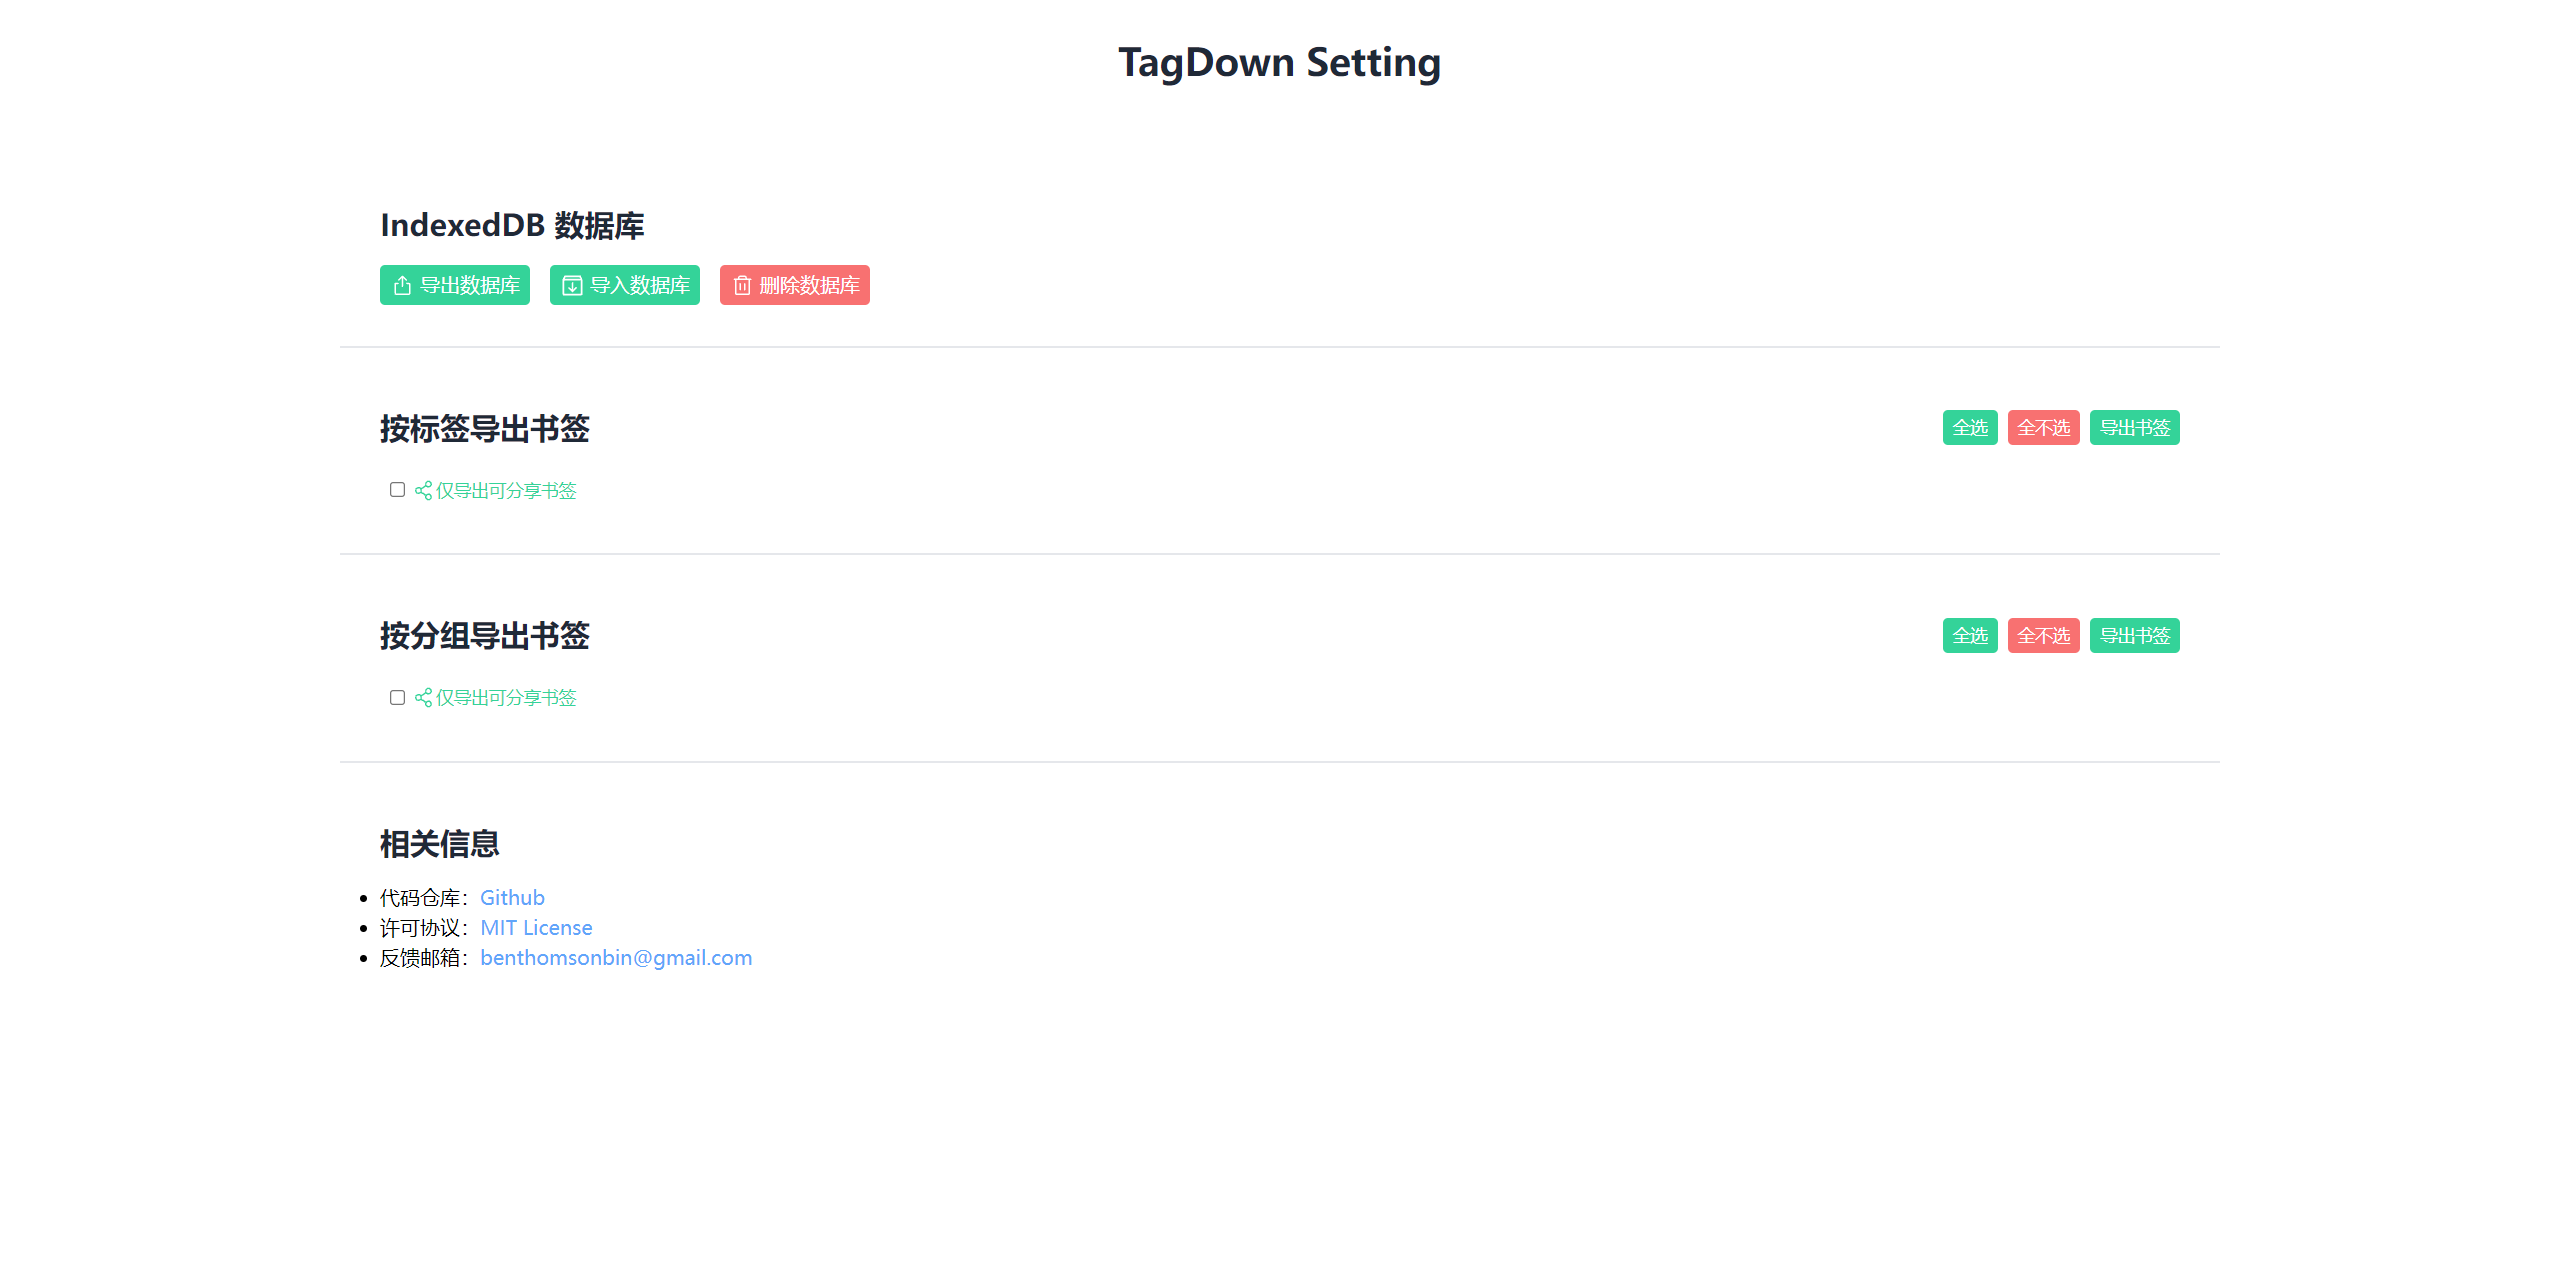 TagDown Setting
IndexedDB 数据库
导出数据库 导入数据库 删除数据库
按标签导出书签 全选 全不选 导出书签
仅导出可分享书签
按分组导出书签 全选 全不选 导出书签
仅导出可分享书签
相关信息
代码仓库：Github
许可协议：MIT License
反馈邮箱：benthomsonbin@gmail.com